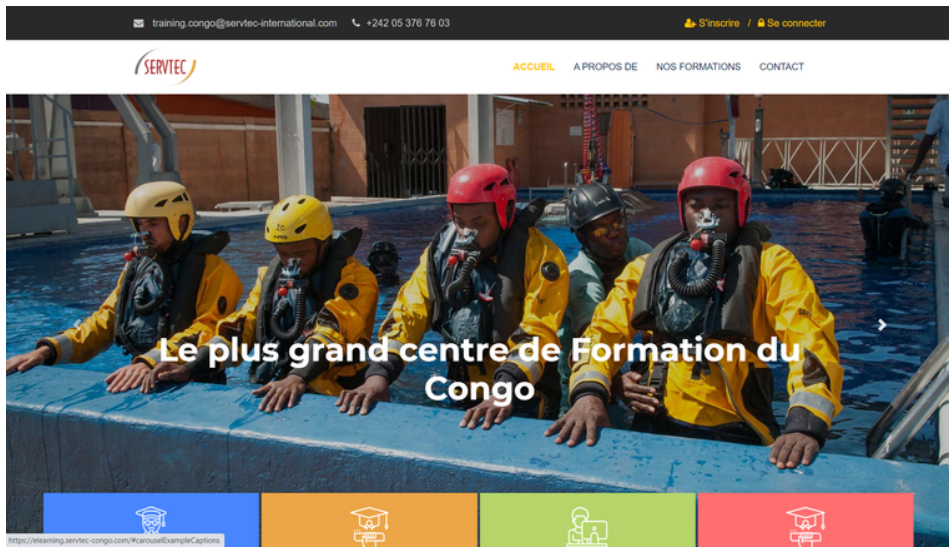 training.congo@servtec-international.com +242 05 376 76 03 S'inscrire / Se connecter
SERVTEC ACCUEIL A PROPOS DE NOS FORMATIONS CONTACT
Le plus grand centre de Formation du
Congo
https://elearning.servtec-congo.com/#carouselExampleCaptions